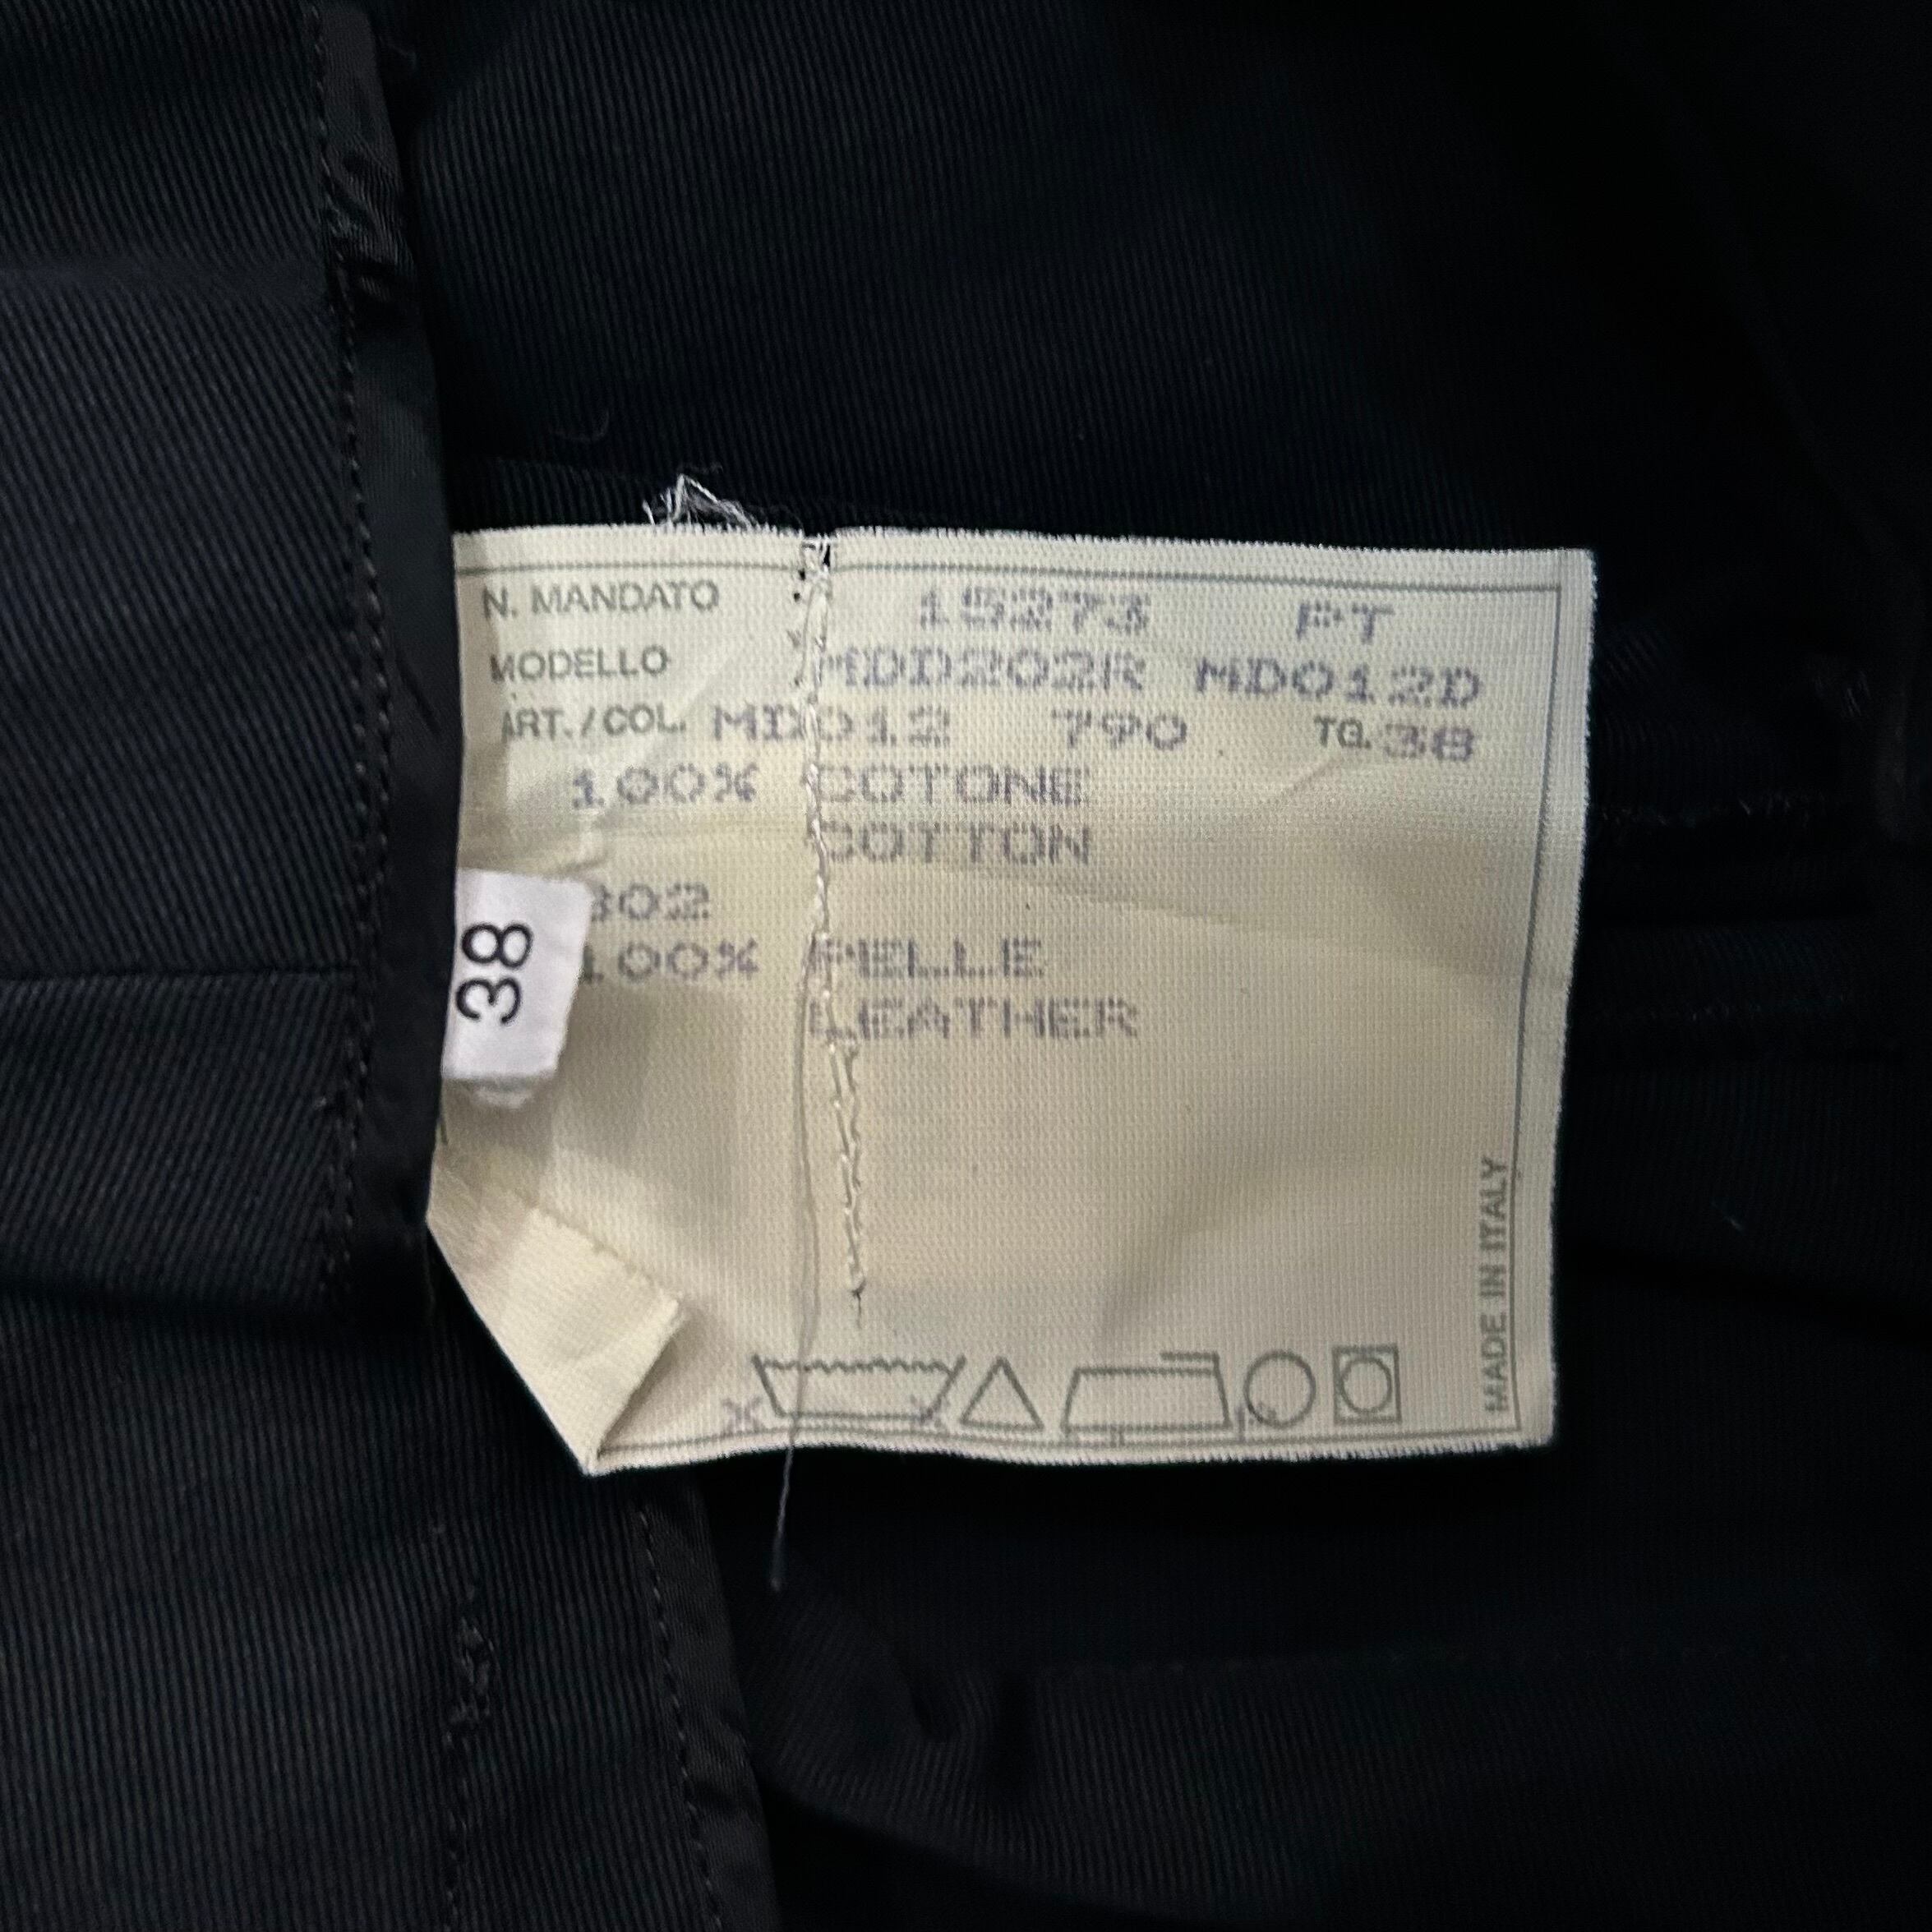 N. MANDATO 15273 PT
MODELLO MDD202R MD012D
ART./COL. MD012 790 TG. 38
100% COTONE
COTTON
302
100% PELLE
LEATHER
38
MADE IN ITALY